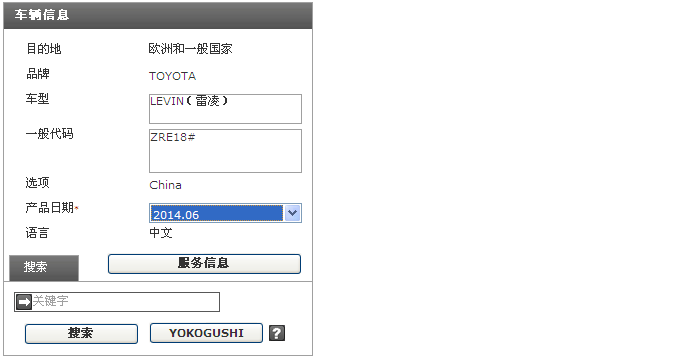 车辆信息
目的地 欧洲和一般国家
品牌 TOYOTA
车型 LEVIN(雷凌)
一般代码 ZRE18#
选项 China
产品日期* 2014.06
语言 中文
搜索 服务信息
关键字
搜索 YOKOGUSHI ?